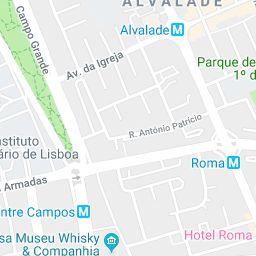 ALVALADE
Campo Grande
Alvalade M
Av. da Igreja
Parque de
1º d
R. António Patrício
nstituto
ário de Lisboa
Roma M
Armadas
ntre Campos M
sa Museu Whisky
& Companhia
Hotel Roma